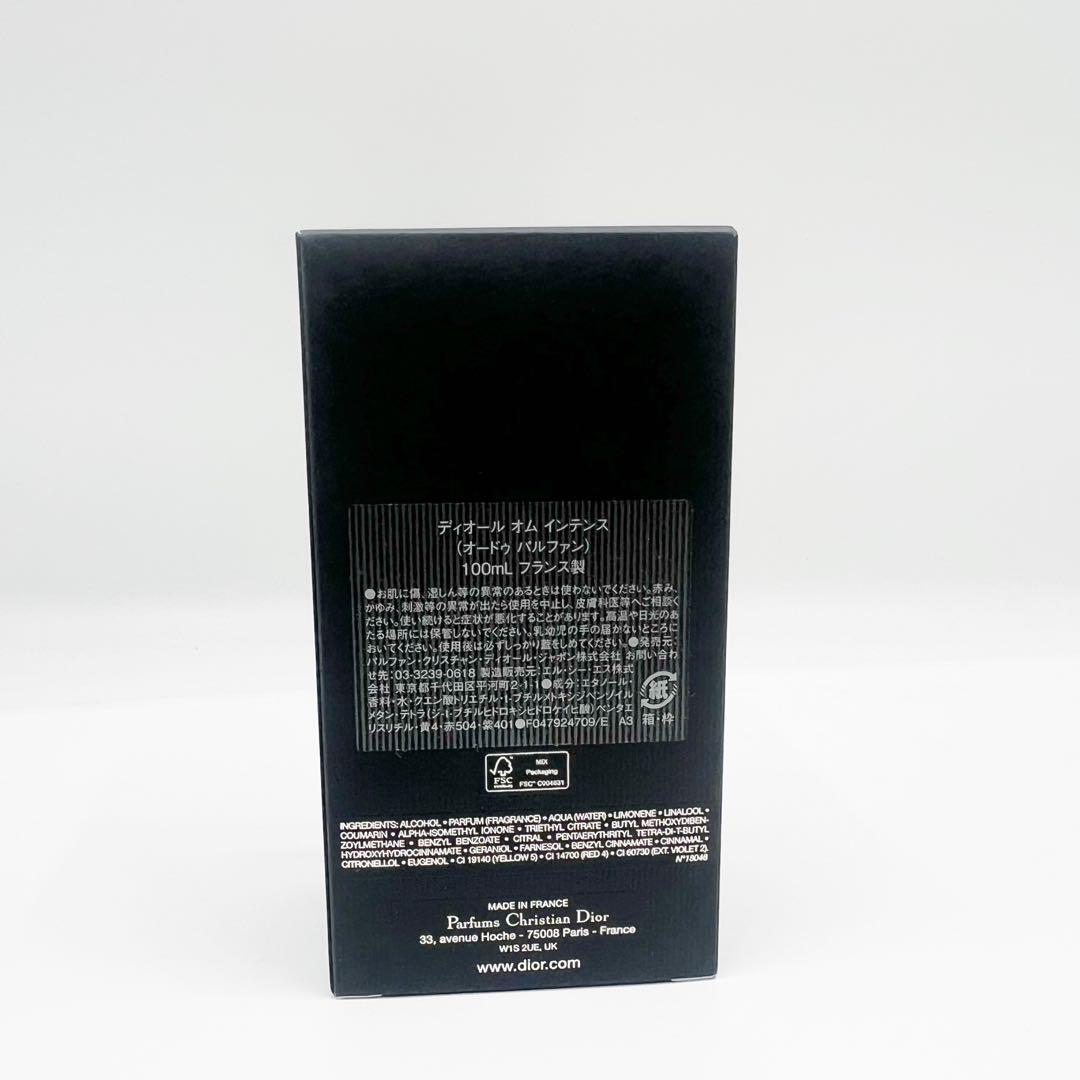 ディオール オム インテンス
(オードゥ パルファン)
100mL フランス製
●お肌に傷、湿しん等の異常のあるときは使わないでください。赤み、
かゆみ、刺激等の異常が出たら使用を中止し、皮膚科医等へご相談く
ださい。使い続けると症状が悪化することがあります。高温や日光のあ
たる場所には保管しないでください。乳幼児の手の届かないところに
おいてください。使用後は必ずしっかり蓋をしめてください。●発売元:
パルファン・クリスチャン・ディオール・ジャポン株式会社 お問い合わ
せ先:03-3239-0618 製造販売元:エル・シー・エス株式
会社 東京都千代田区平河町2-1-1●成分:エタノール・
香料・水・クエン酸トリエチル・t-ブチルメトキシジベンゾイル
メタン・テトラ(ジ-t-ブチルヒドロキシヒドロケイヒ酸)ペンタエ
リスリチル・黄4・赤504・紫401●F047924709/E A3
紙
箱・枠
FSC
MIX
Packaging
FSC™ C004631
INGREDIENTS: ALCOHOL • PARFUM (FRAGRANCE) • AQUA (WATER) • LIMONENE • LINALOOL •
COUMARIN • ALPHA-ISOMETHYL IONONE • TRIETHYL CITRATE • BUTYL METHOXYDIBEN-
ZOYLMETHANE • BENZYL BENZOATE • CITRAL • PENTAERYTHRITYL TETRA-DI-T-BUTYL
HYDROXYHYDROCINNAMATE • GERANIOL • FARNESOL • BENZYL CINNAMATE • CINNAMAL •
CITRONELLOL • EUGENOL • CI 19140 (YELLOW 5) • CI 14700 (RED 4) • CI 60730 (EXT. VIOLET 2).
N°18046
MADE IN FRANCE
Parfums Christian Dior
33, avenue Hoche - 75008 Paris - France
W1S 2UE, UK
www.dior.com